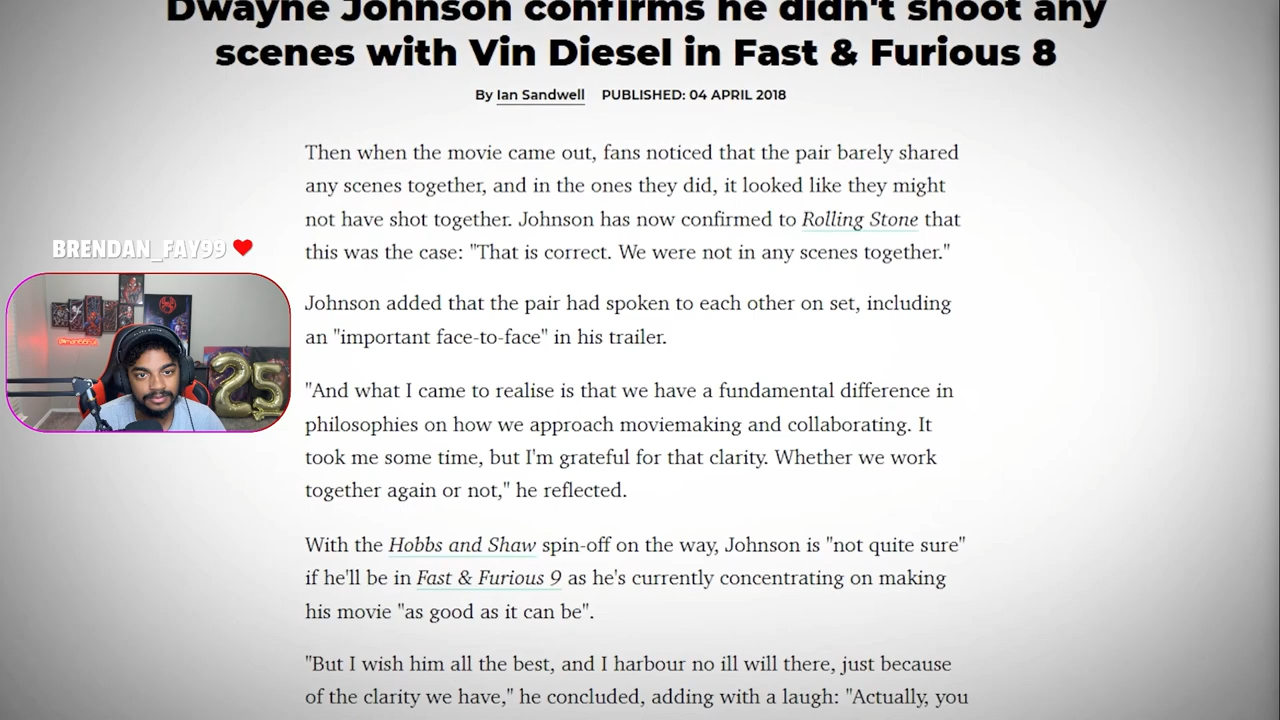 Dwayne Johnson confirms he didn't shoot any
scenes with Vin Diesel in Fast & Furious 8
By Ian Sandwell PUBLISHED: 04 APRIL 2018
Then when the movie came out, fans noticed that the pair barely shared
any scenes together, and in the ones they did, it looked like they might
not have shot together. Johnson has now confirmed to Rolling Stone that
this was the case: "That is correct. We were not in any scenes together."
BRENDAN_FAY99 ❤
25
Johnson added that the pair had spoken to each other on set, including
an "important face-to-face" in his trailer.
"And what I came to realise is that we have a fundamental difference in
philosophies on how we approach moviemaking and collaborating. It
took me some time, but I'm grateful for that clarity. Whether we work
together again or not," he reflected.
With the Hobbs and Shaw spin-off on the way, Johnson is "not quite sure"
if he'll be in Fast & Furious 9 as he's currently concentrating on making
his movie "as good as it can be".
"But I wish him all the best, and I harbour no ill will there, just because
of the clarity we have," he concluded, adding with a laugh: "Actually, you